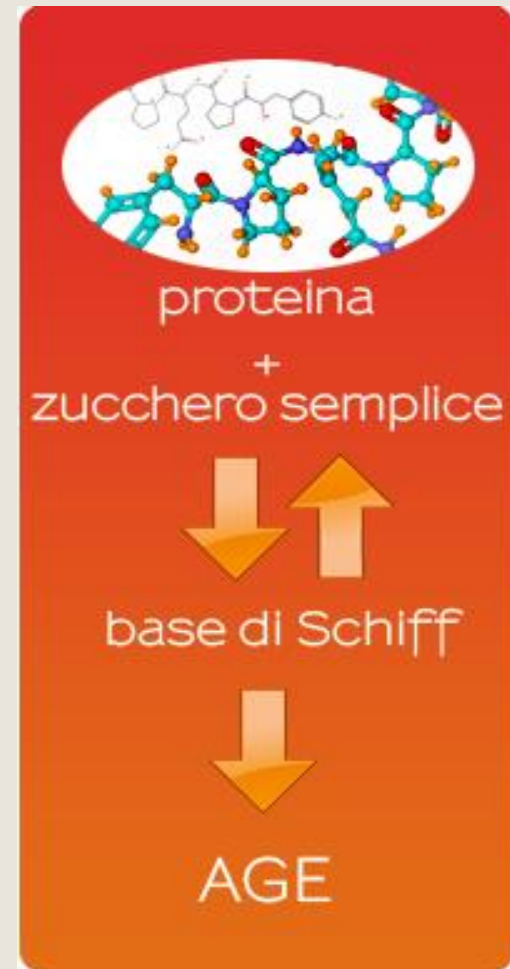 proteina
+
zucchero semplice
base di Schiff
AGE